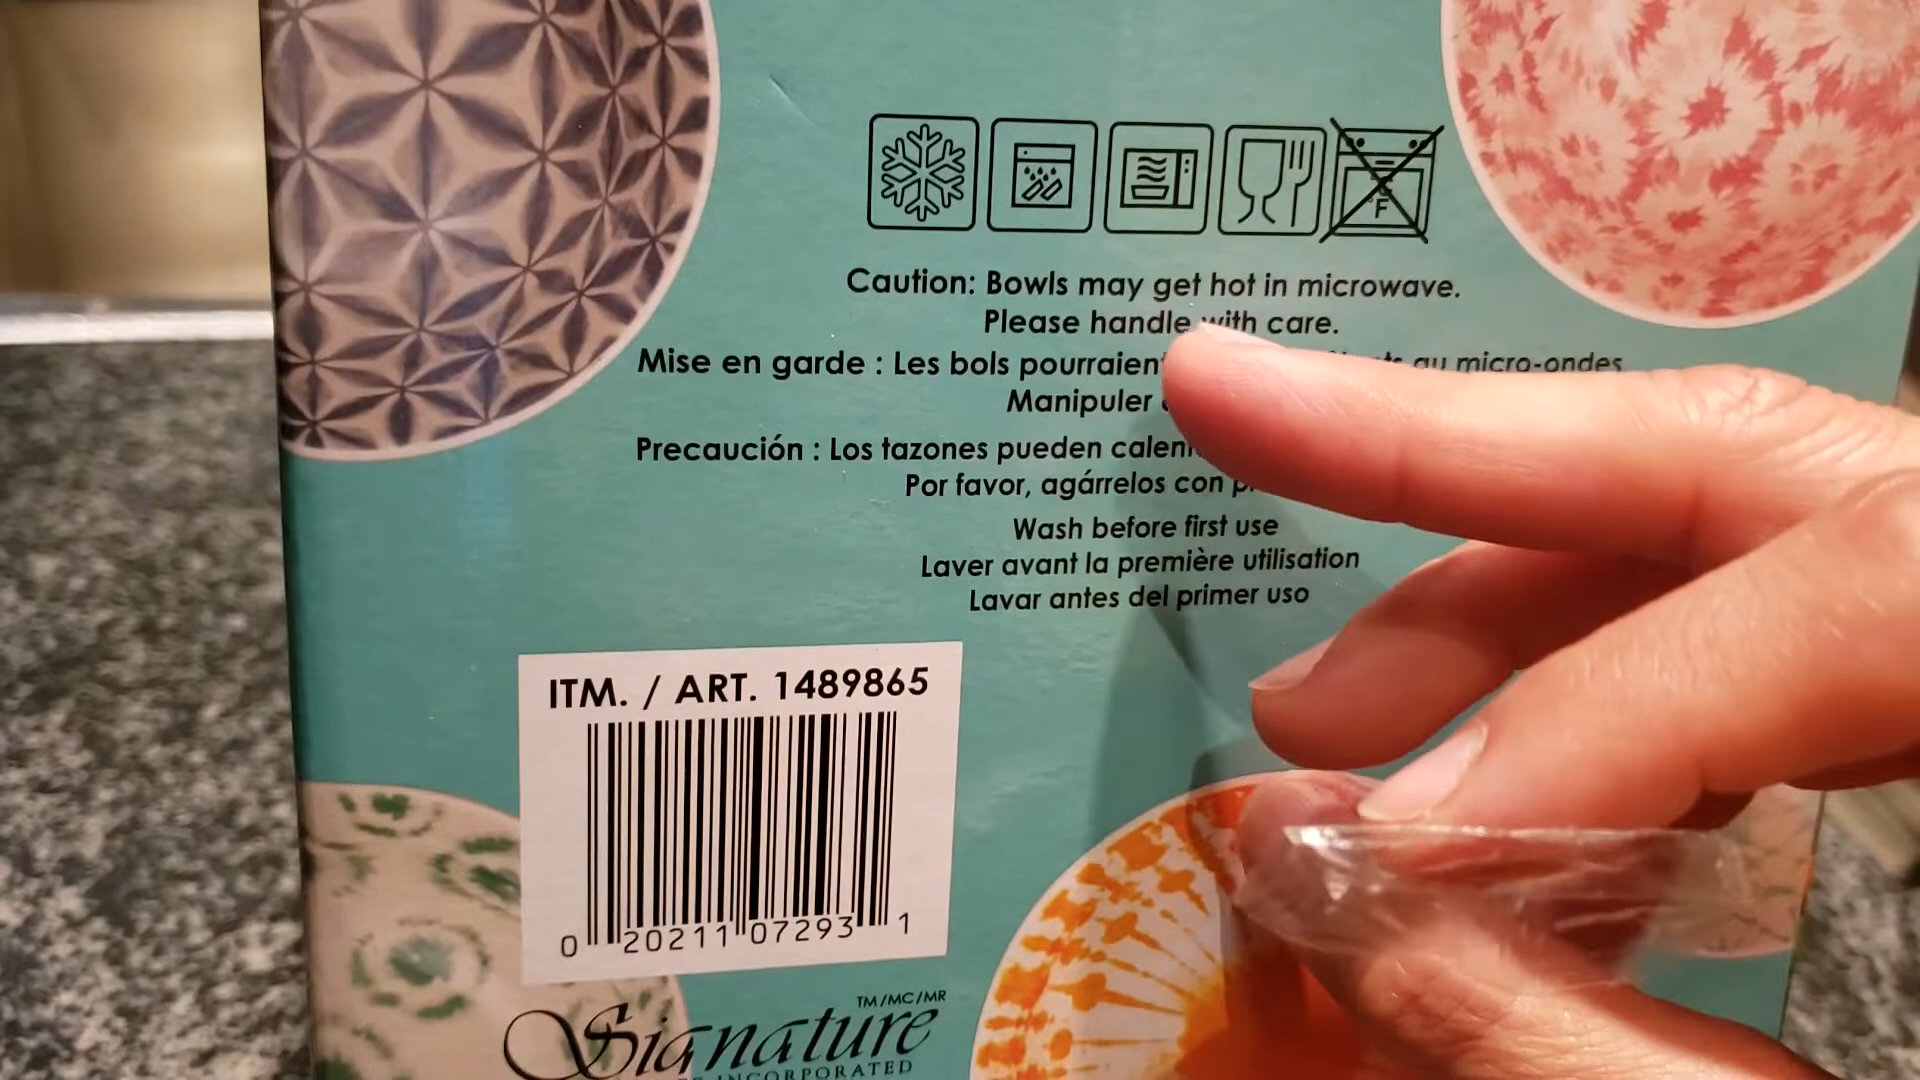 F
Caution: Bowls may get hot in microwave.
Please handle with care.
Mise en garde : Les bols pourraient au micro-ondes
Manipuler
Precaución : Los tazones pueden
Por favor, agárrelos con
Wash before first use
Laver avant la première utilisation
Lavar antes del primer uso
ITM. / ART. 1489865
0 20211 07293 1
TM/MC/MR
Signature
INCORPORATED